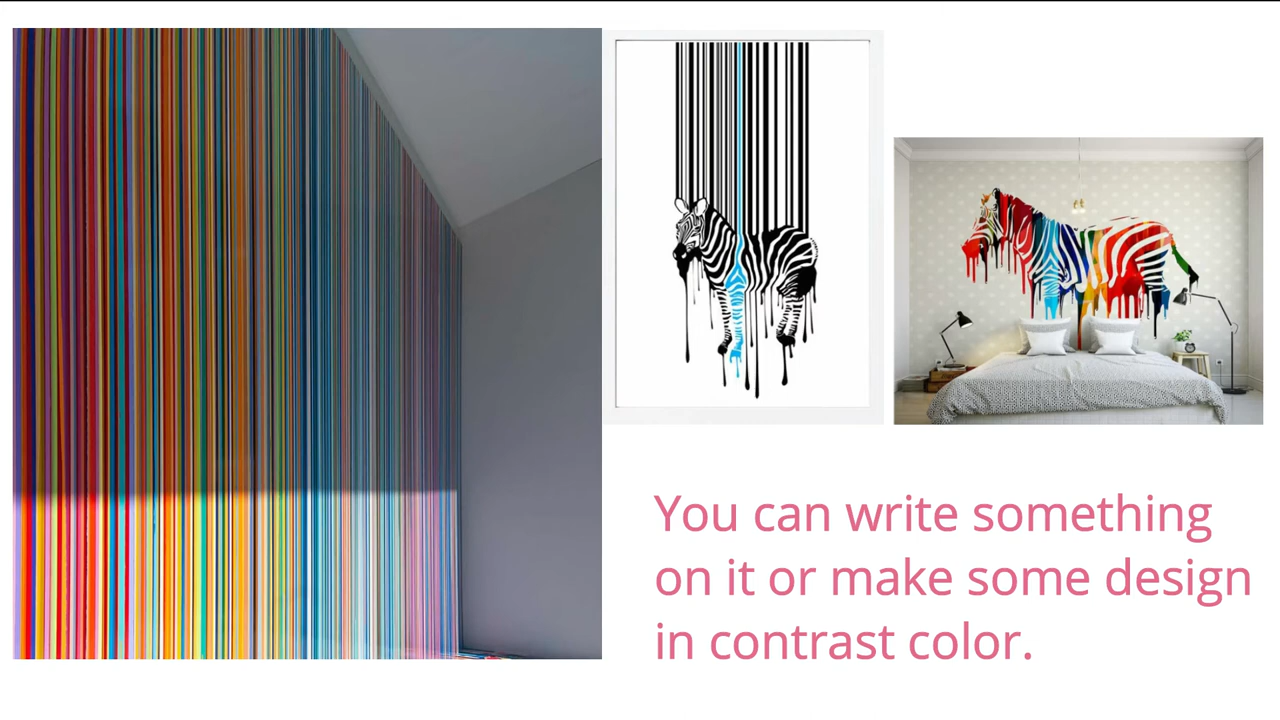 You can write something
on it or make some design
in contrast color.